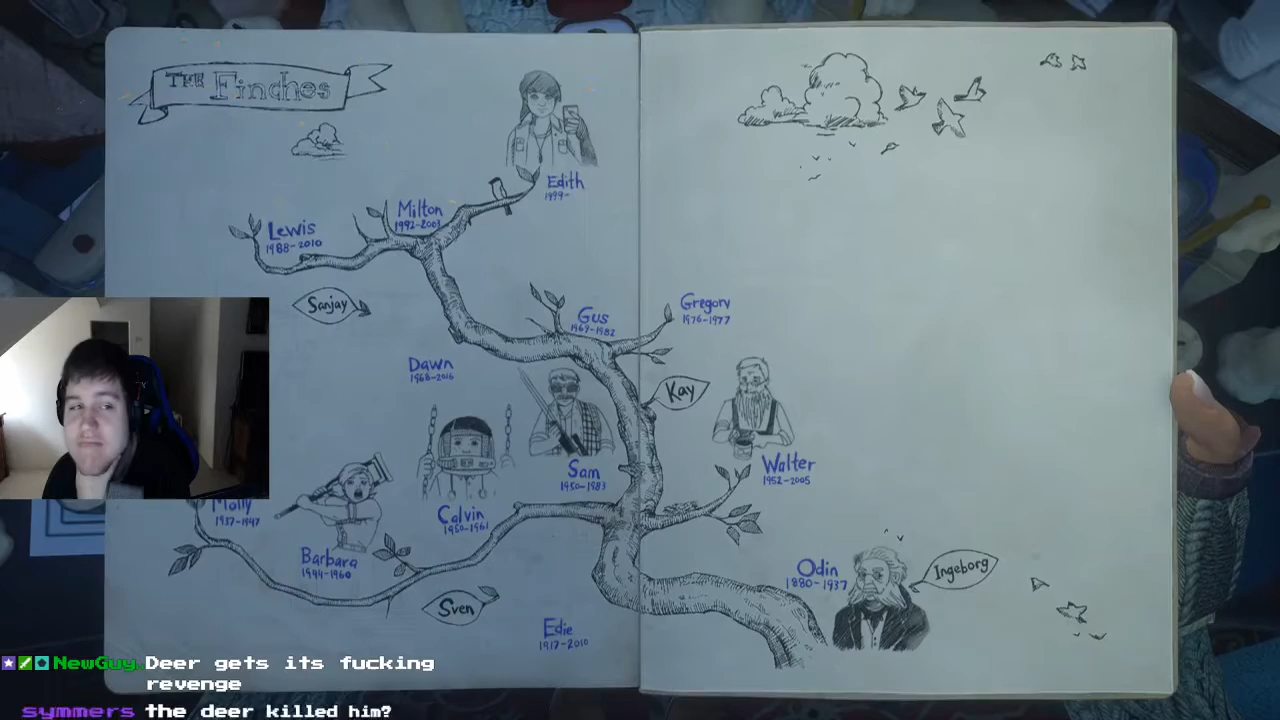 THE Finches
Edith
1999-
Milton
1992-2003
Lewis
1988-2010
Sanjay
Gus
1969-1982
Gregory
1976-1977
Dawn
1968-2016
Kay
Sam
1950-1983
Walter
1952-2005
Calvin
1950-1961
Molly
1937-1947
Barbara
1944-1960
Sven
Odin
1880-1937
Ingeborg
Edie
1917-2010
NewGuy. Deer gets its fucking
revenge
symmers the deer killed him?